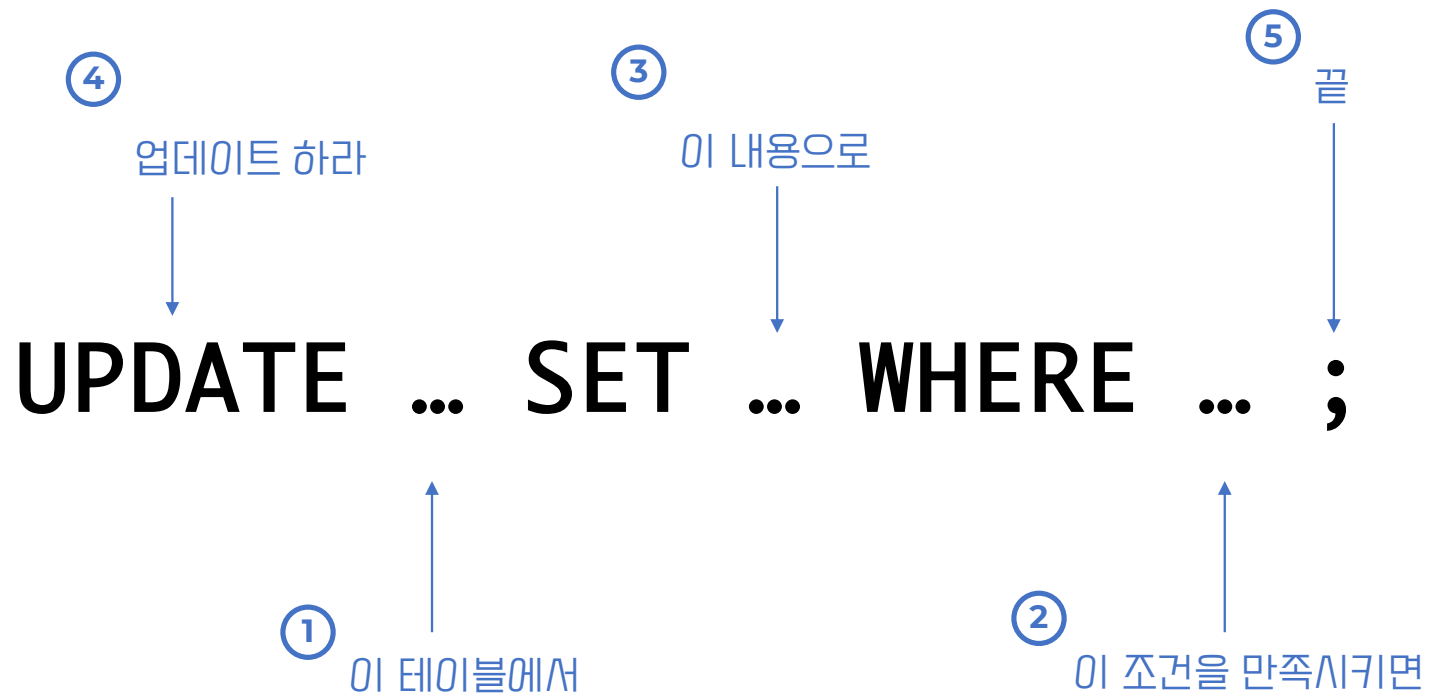 ⑤
끝
④
③
업데이트 하라
이 내용으로
UPDATE … SET … WHERE … ;
①
②
이 테이블에서
이 조건을 만족시키면